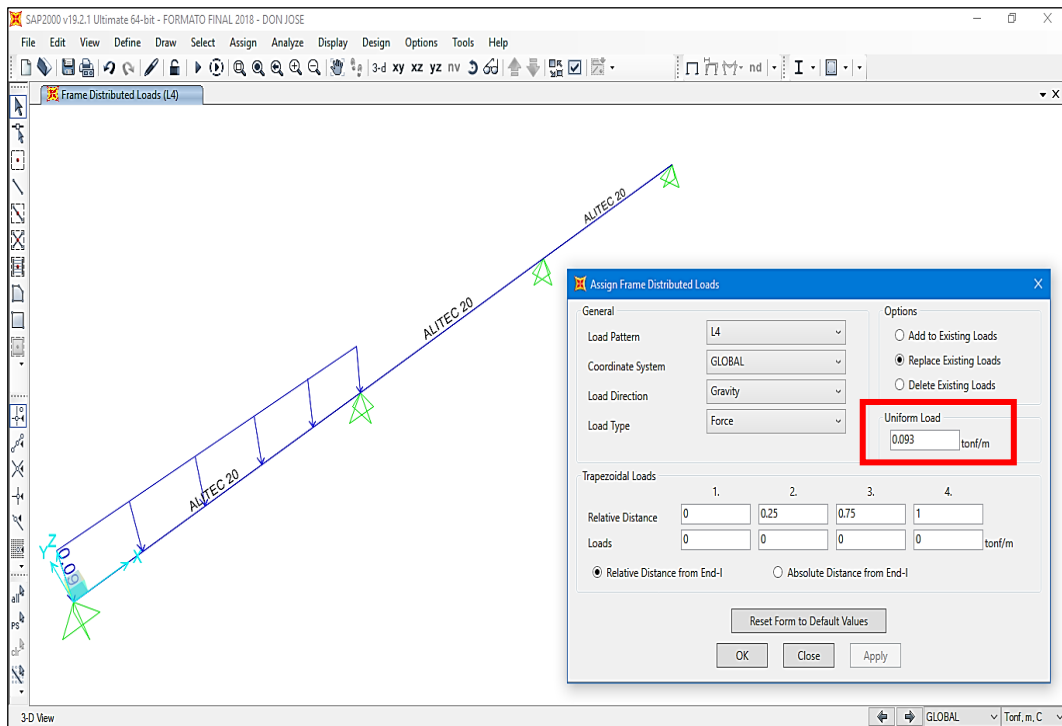 SAP2000 v19.2.1 Ultimate 64-bit - FORMATO FINAL 2018 - DON JOSE
File Edit View Define Draw Select Assign Analyze Display Design Options Tools Help
3-d xy xz yz nv nd
Frame Distributed Loads (L4)
X
ALITEC 20
ALITEC 20
ALITEC 20
Z
Y
X
0.09
all
PS
clr
Assign Frame Distributed Loads
General
Load Pattern L4
Coordinate System GLOBAL
Load Direction Gravity
Load Type Force
Options
Add to Existing Loads
Replace Existing Loads
Delete Existing Loads
Uniform Load
0.093 tonf/m
Trapezoidal Loads
1. 2. 3. 4.
Relative Distance 0 0.25 0.75 1
Loads 0 0 0 0 tonf/m
Relative Distance from End-I Absolute Distance from End-I
Reset Form to Default Values
OK Close Apply
3-D View GLOBAL Tonf, m, C